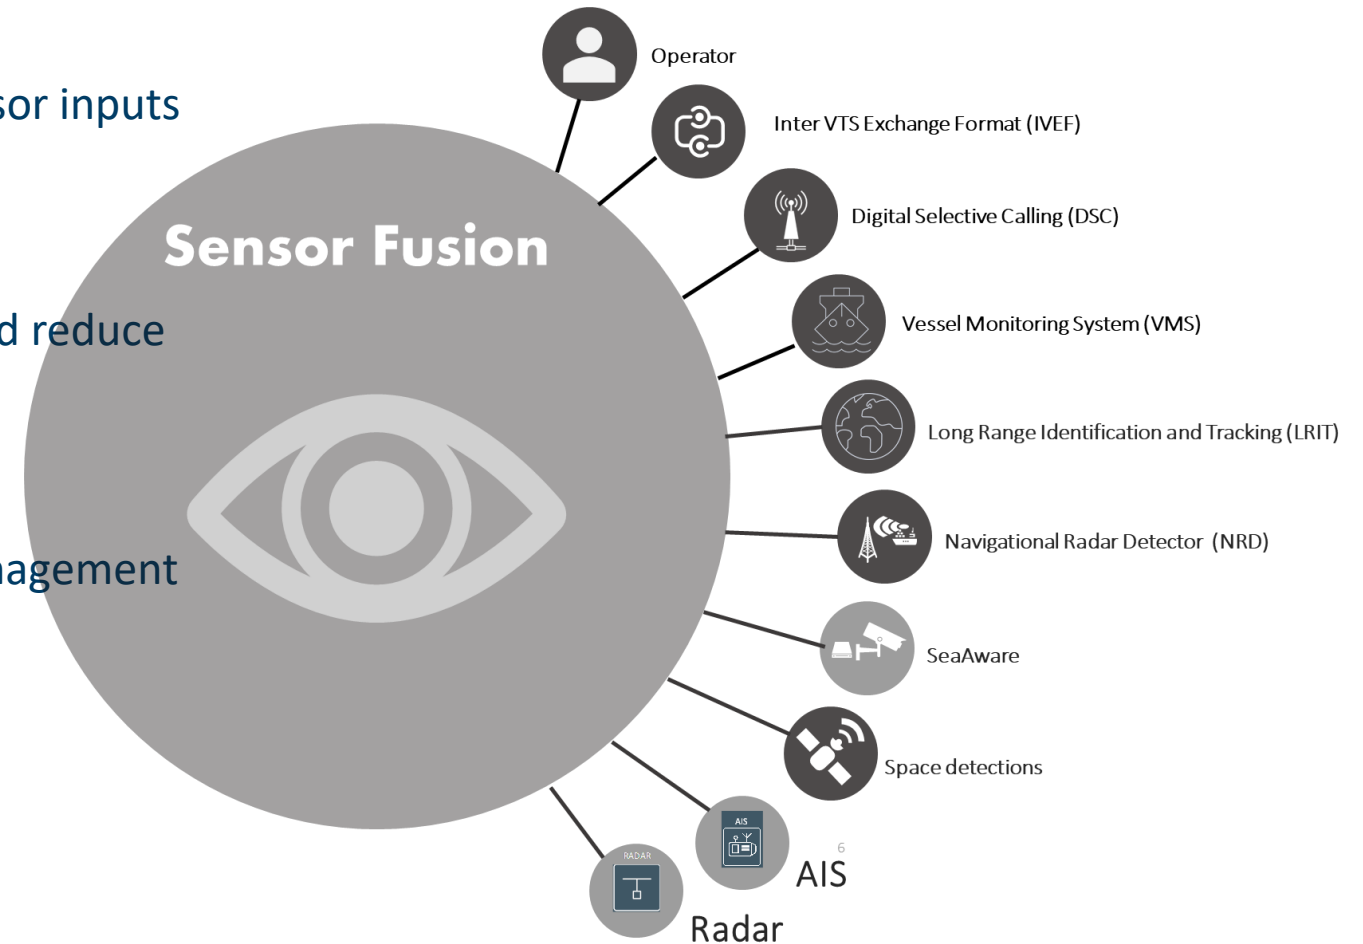 Operator
sor inputs
Inter VTS Exchange Format (IVEF)
Digital Selective Calling (DSC)
Sensor Fusion
Vessel Monitoring System (VMS)
d reduce
Long Range Identification and Tracking (LRIT)
Navigational Radar Detector (NRD)
nagement
SeaAware
Space detections
AIS
6
AIS
RADAR
Radar